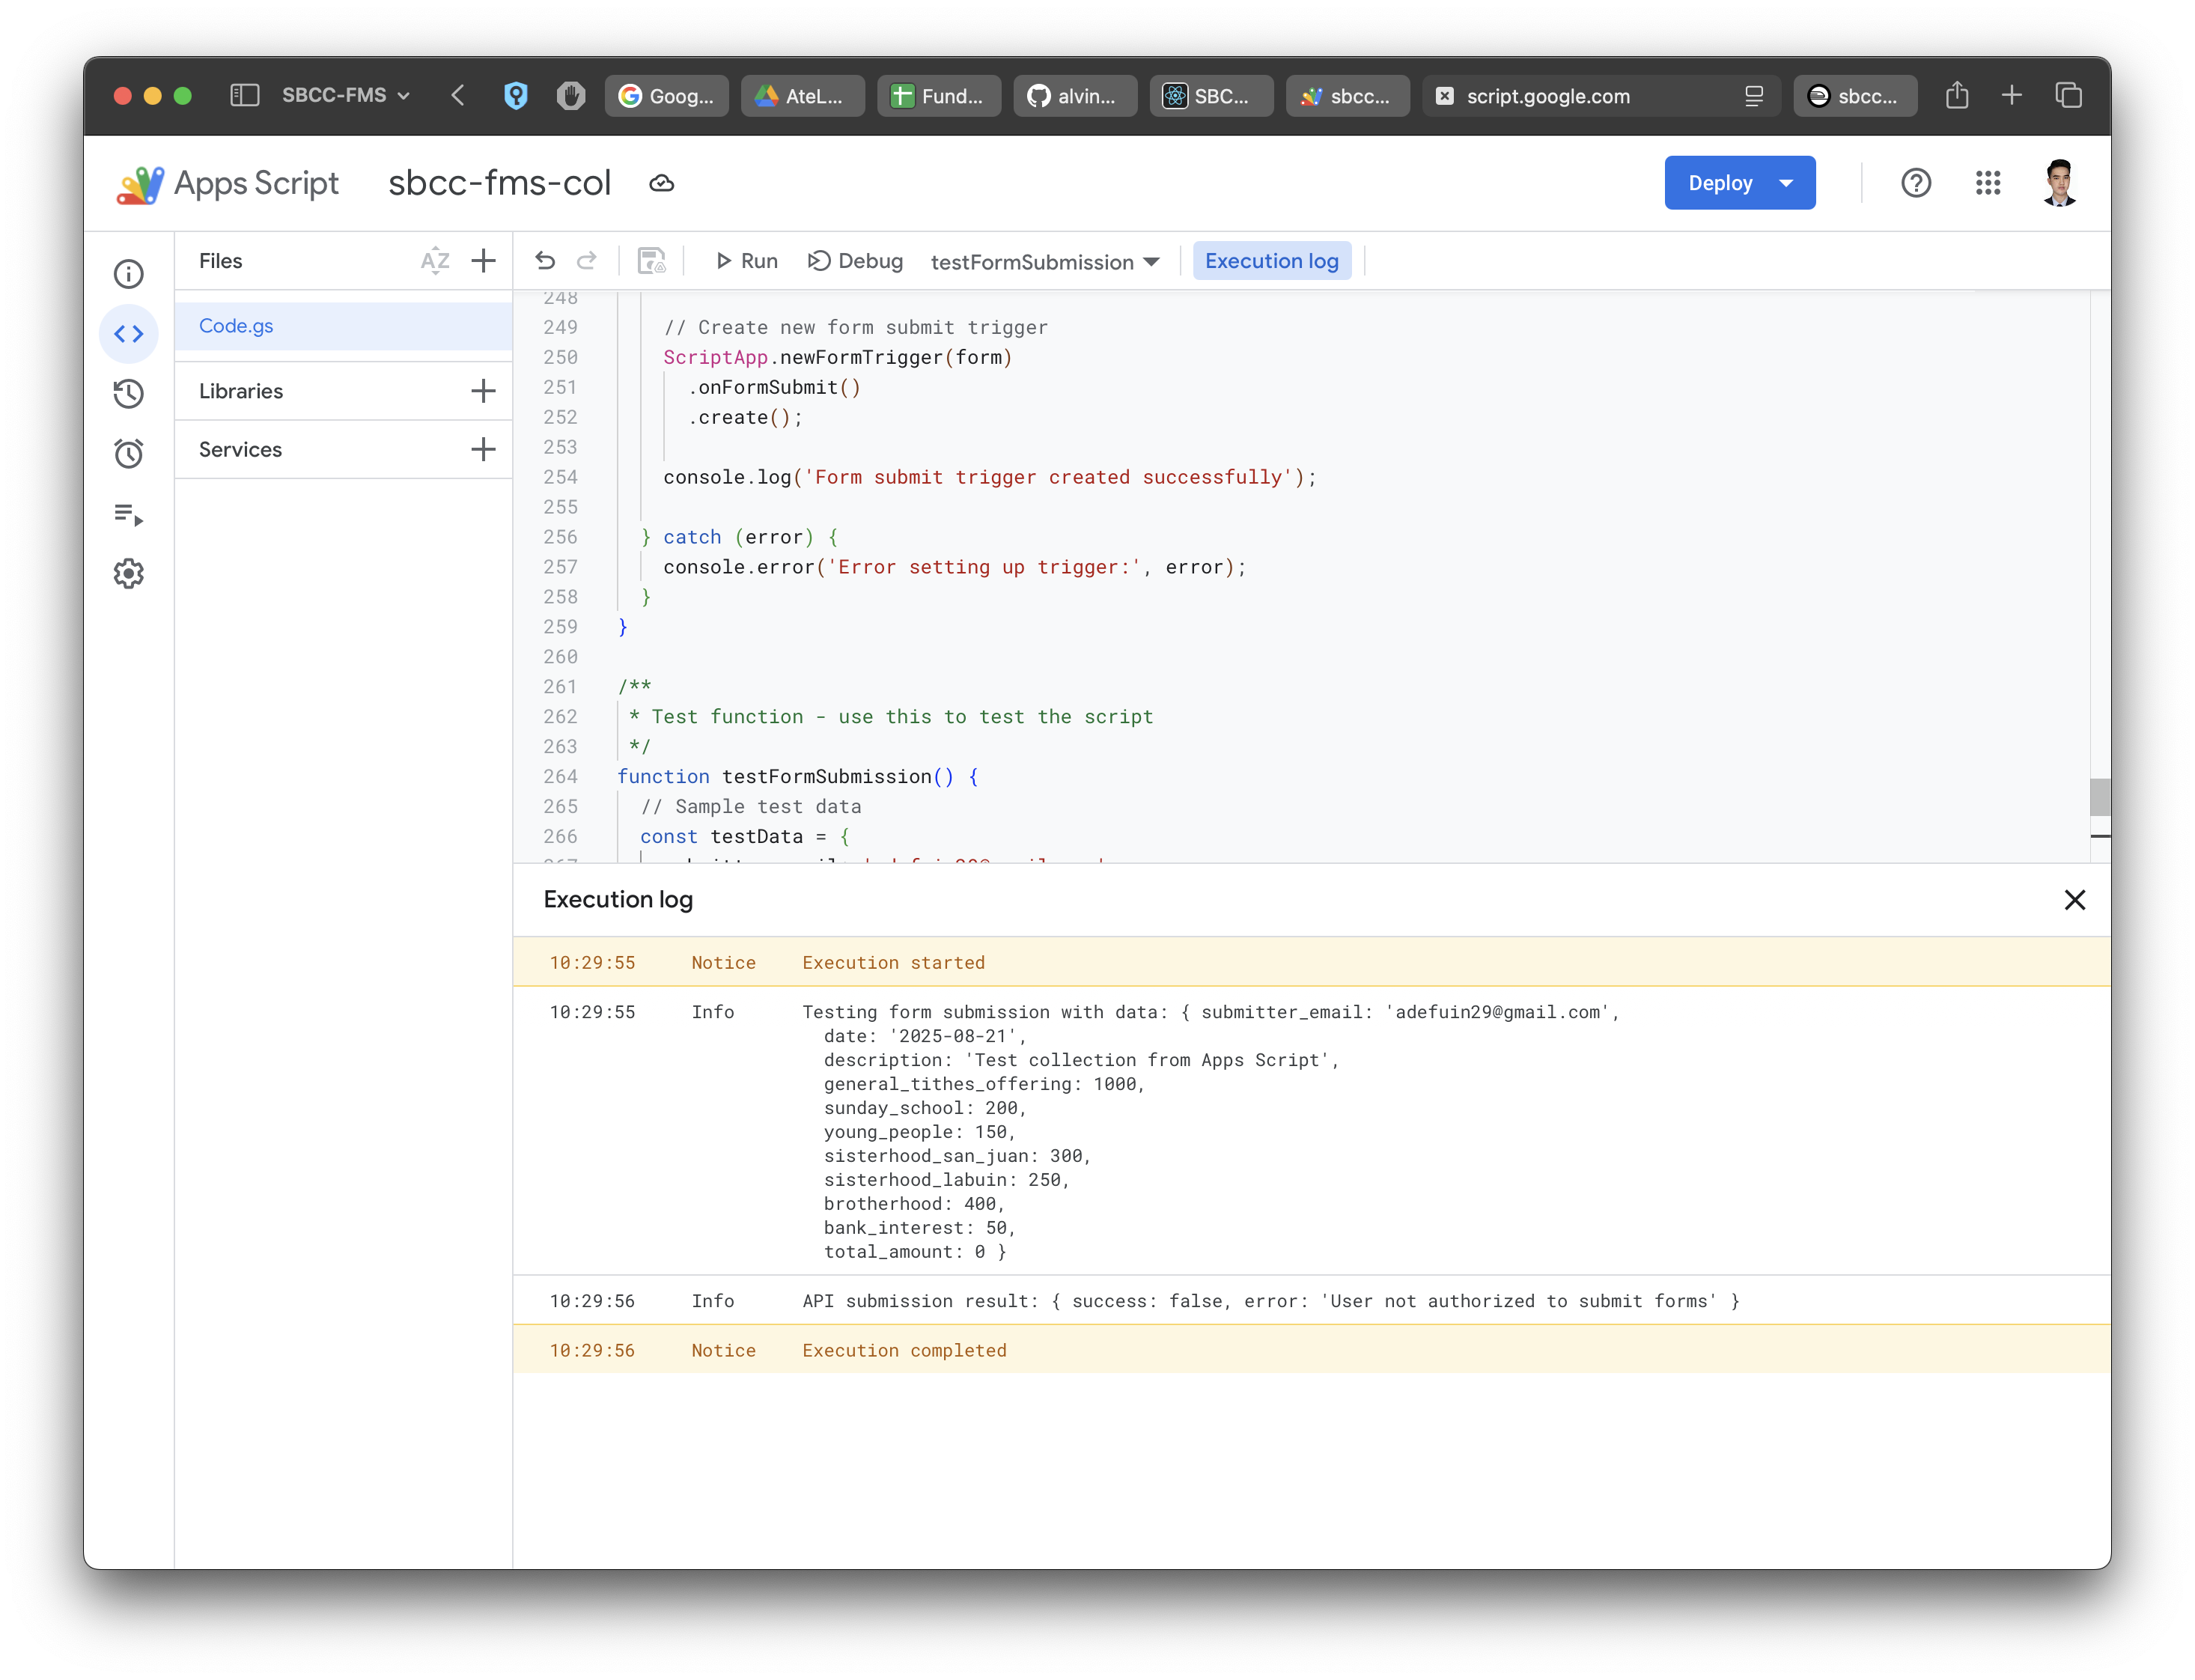 SBCC-FMS
Goog...
AteL...
Fund...
alvin...
SBC...
sbcc...
script.google.com
sbcc...
Apps Script
sbcc-fms-col
Deploy
Files
AZ
Code.gs
Libraries
Services
Run
Debug
testFormSubmission
Execution log
248
249 // Create new form submit trigger
250 ScriptApp.newFormTrigger(form)
251 .onFormSubmit()
252 .create();
253
254 console.log('Form submit trigger created successfully');
255
256 } catch (error) {
257 console.error('Error setting up trigger:', error);
258 }
259 }
260
261 /**
262 * Test function - use this to test the script
263 */
264 function testFormSubmission() {
265 // Sample test data
266 const testData = {
Execution log
10:29:55 Notice Execution started
10:29:55 Info Testing form submission with data: { submitter_email: 'adefuin29@gmail.com',
date: '2025-08-21',
description: 'Test collection from Apps Script',
general_tithes_offering: 1000,
sunday_school: 200,
young_people: 150,
sisterhood_san_juan: 300,
sisterhood_labuin: 250,
brotherhood: 400,
bank_interest: 50,
total_amount: 0 }
10:29:56 Info API submission result: { success: false, error: 'User not authorized to submit forms' }
10:29:56 Notice Execution completed